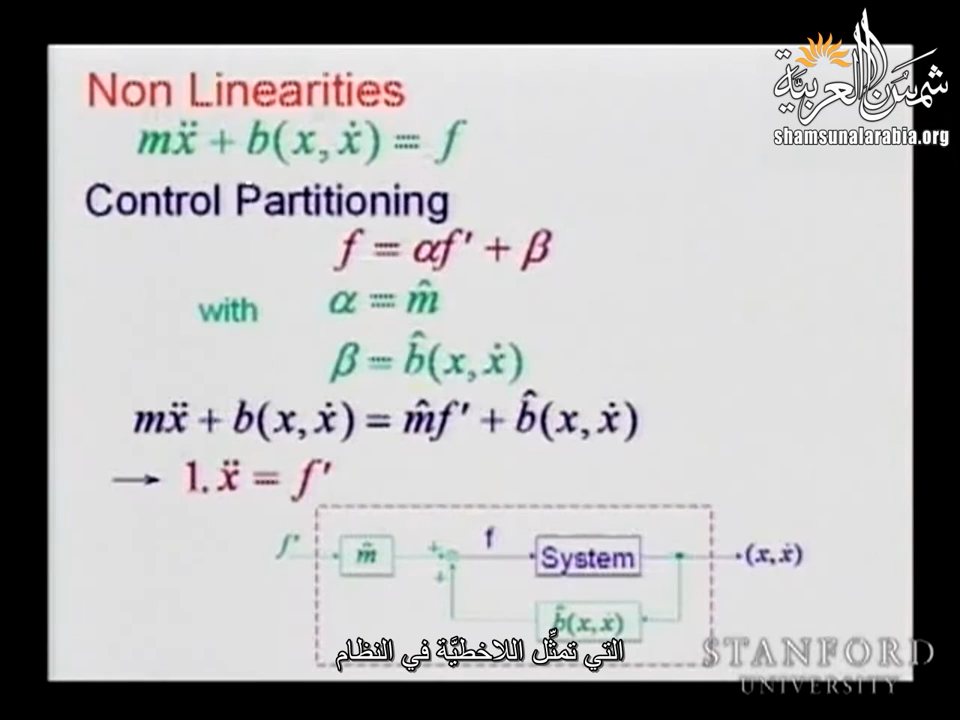 Non Linearities
mẍ + b(x, ẋ) = f
Control Partitioning
f = αf' + β
with α = m̂
β = b̂(x, ẋ)
mẍ + b(x, ẋ) = m̂f' + b̂(x, ẋ)
→ 1. ẍ = f'
f' m̂ + + f System (x, ẋ)
b̂(x, ẋ)
التي تمثِّل اللاخطيَّة في النظام
شمس العربية
shamsunalarabia.org
STANFORD
UNIVERSITY